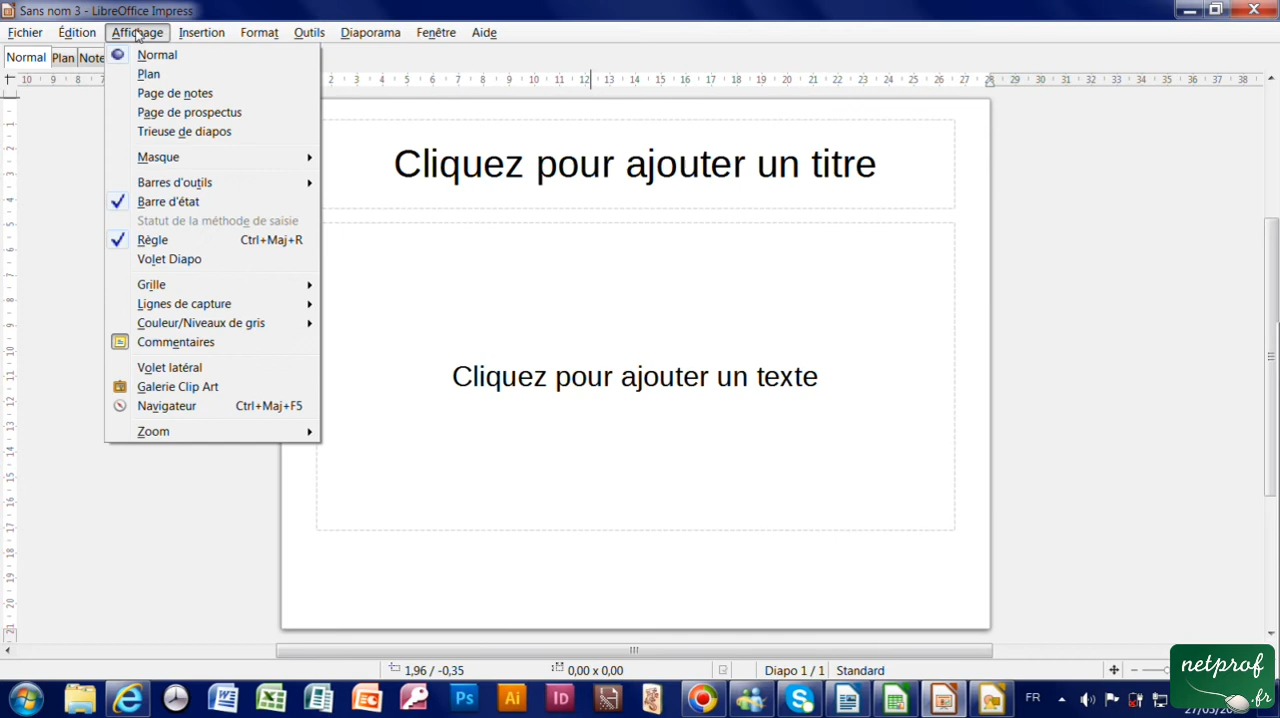 Sans nom 3 - LibreOffice Impress
Fichier Édition Affichage Insertion Format Outils Diaporama Fenêtre Aide
Normal Plan Note
Normal
Plan
Page de notes
Page de prospectus
Trieuse de diapos
Masque
Barres d'outils
Barre d'état
Statut de la méthode de saisie
Règle Ctrl+Maj+R
Volet Diapo
Grille
Lignes de capture
Couleur/Niveaux de gris
Commentaires
Volet latéral
Galerie Clip Art
Navigateur Ctrl+Maj+F5
Zoom
Cliquez pour ajouter un titre
Cliquez pour ajouter un texte
1,96 / -0,35 0,00 x 0,00 Diapo 1 / 1 Standard
Ps Ai Id FR
netprof
.fr